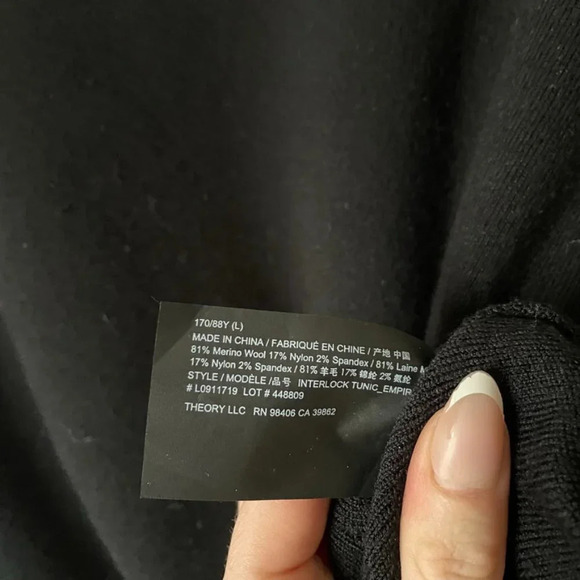 170/88Y (L)
MADE IN CHINA / FABRIQUÉ EN CHINE / 产地 中国
81% Merino Wool 17% Nylon 2% Spandex / 81% Laine
17% Nylon 2% Spandex / 81% 羊毛 17% 锦纶 2% 氨纶
STYLE / MODÈLE /品号 INTERLOCK TUNIC_EMPIR
# L0911719 LOT # 448809
THEORY LLC RN 98406 CA 39862